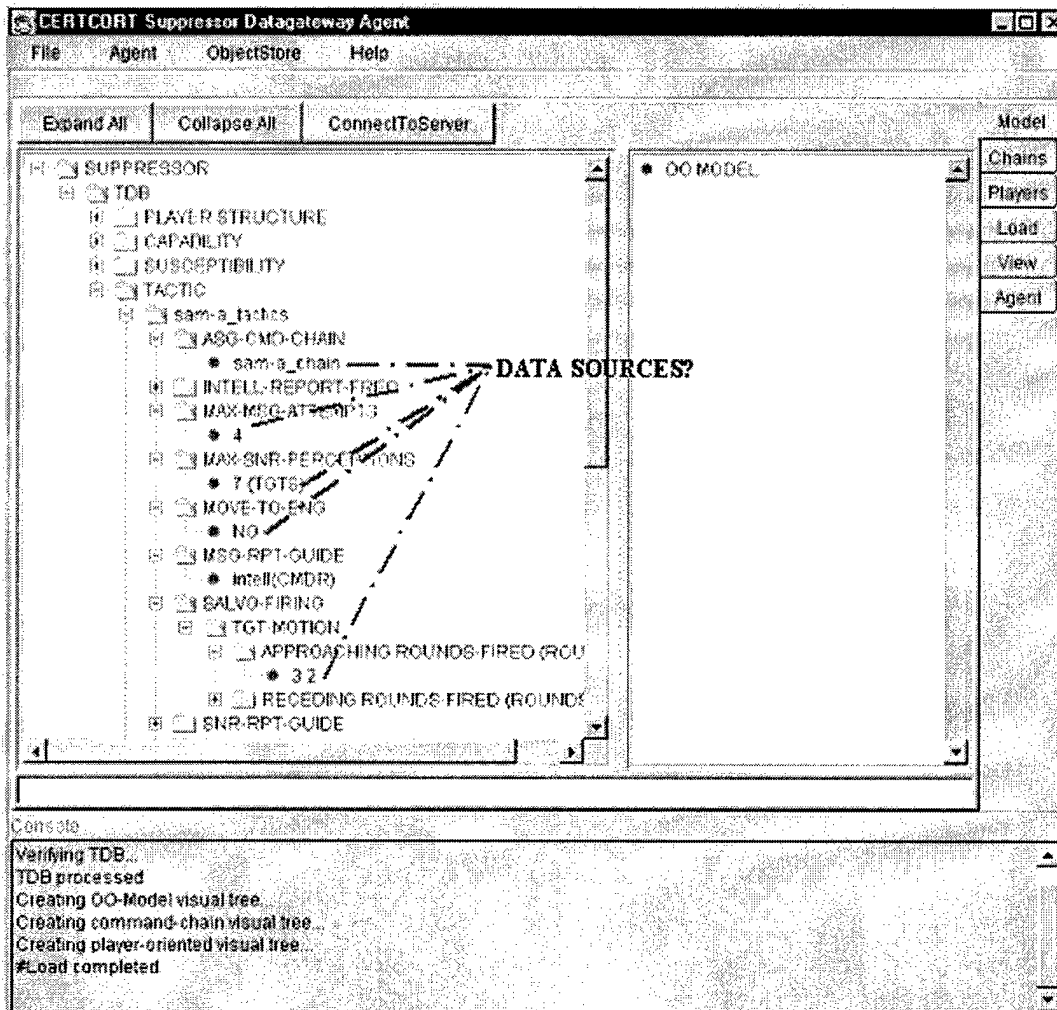 CERTCORT Suppressor Datagateway Agent
File Agent ObjectStore Help
Expand All Collapse All ConnectToServer
Model
Chains
Players
Load
View
Agent
SUPPRESSOR
TDB
PLAYER STRUCTURE
CAPABILITY
SUSCEPTIBILITY
TACTIC
sam-a_tactics
ASG-CMD-CHAIN
sam-a_chain
INTELL-REPORT-FREQ
MAX-MSG-ATTEMPTS
4
MAX-SNR-PERCEPTIONS
7 (TGTS)
MOVE-TO-ENG
NO
MSG-RPT-GUIDE
intell(CMDR)
SALVO-FIRING
TGT-MOTION
APPROACHING ROUNDS-FIRED (ROU
3 2
RECEDING ROUNDS-FIRED (ROUNDS
SNR-RPT-GUIDE
DATA SOURCES?
OO MODEL
Console
Verifying TDB...
TDB processed
Creating OO-Model visual tree...
Creating command-chain visual tree...
Creating player-oriented visual tree...
#Load completed